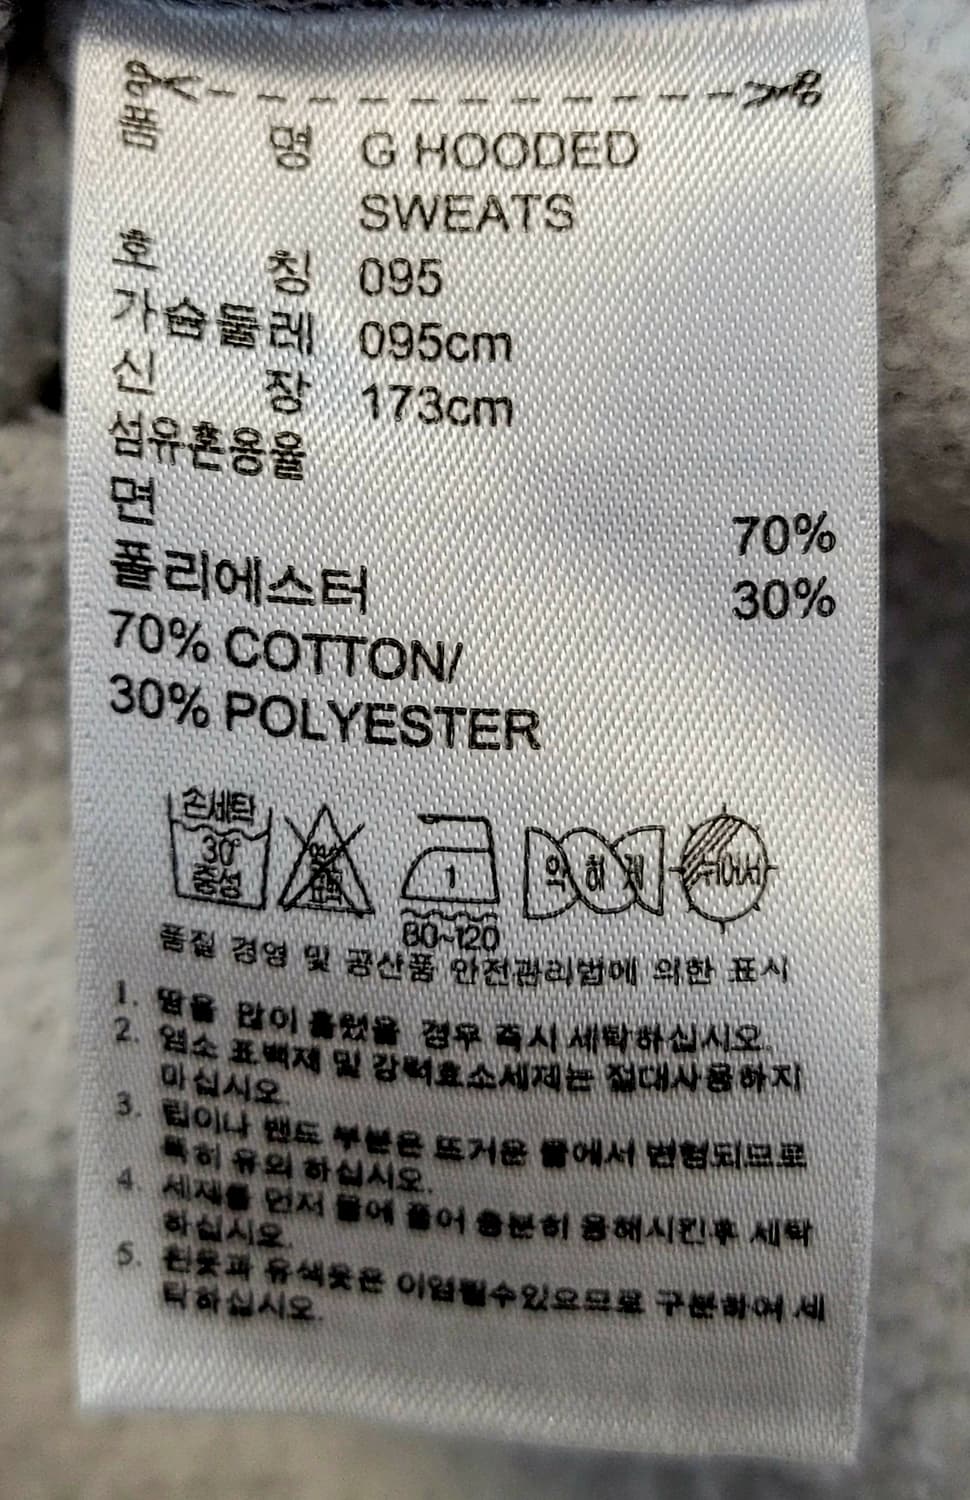 품 명 G HOODED
SWEATS
호 칭 095
가슴둘레 095cm
신 장 173cm
섬유혼용율
면 70%
폴리에스터 30%
70% COTTON/
30% POLYESTER
손세탁
30°
중성
1
80~120
뉘어서
품질 경영 및 공산품 안전관리법에 의한 표시
1. 땀을 많이 흘렸을 경우 즉시 세탁하십시오.
2. 염소 표백제 및 강력효소세제는 절대사용하지
마십시오.
3. 립이나 밴드 부분은 뜨거운 물에서 변형되므로
특히 유의 하십시오.
4. 세제를 먼저 물에 풀어 충분히 용해시킨후 세탁
하십시오.
5. 흰옷과 유색옷은 이염될수있으므로 구분하여 세
탁하십시오.